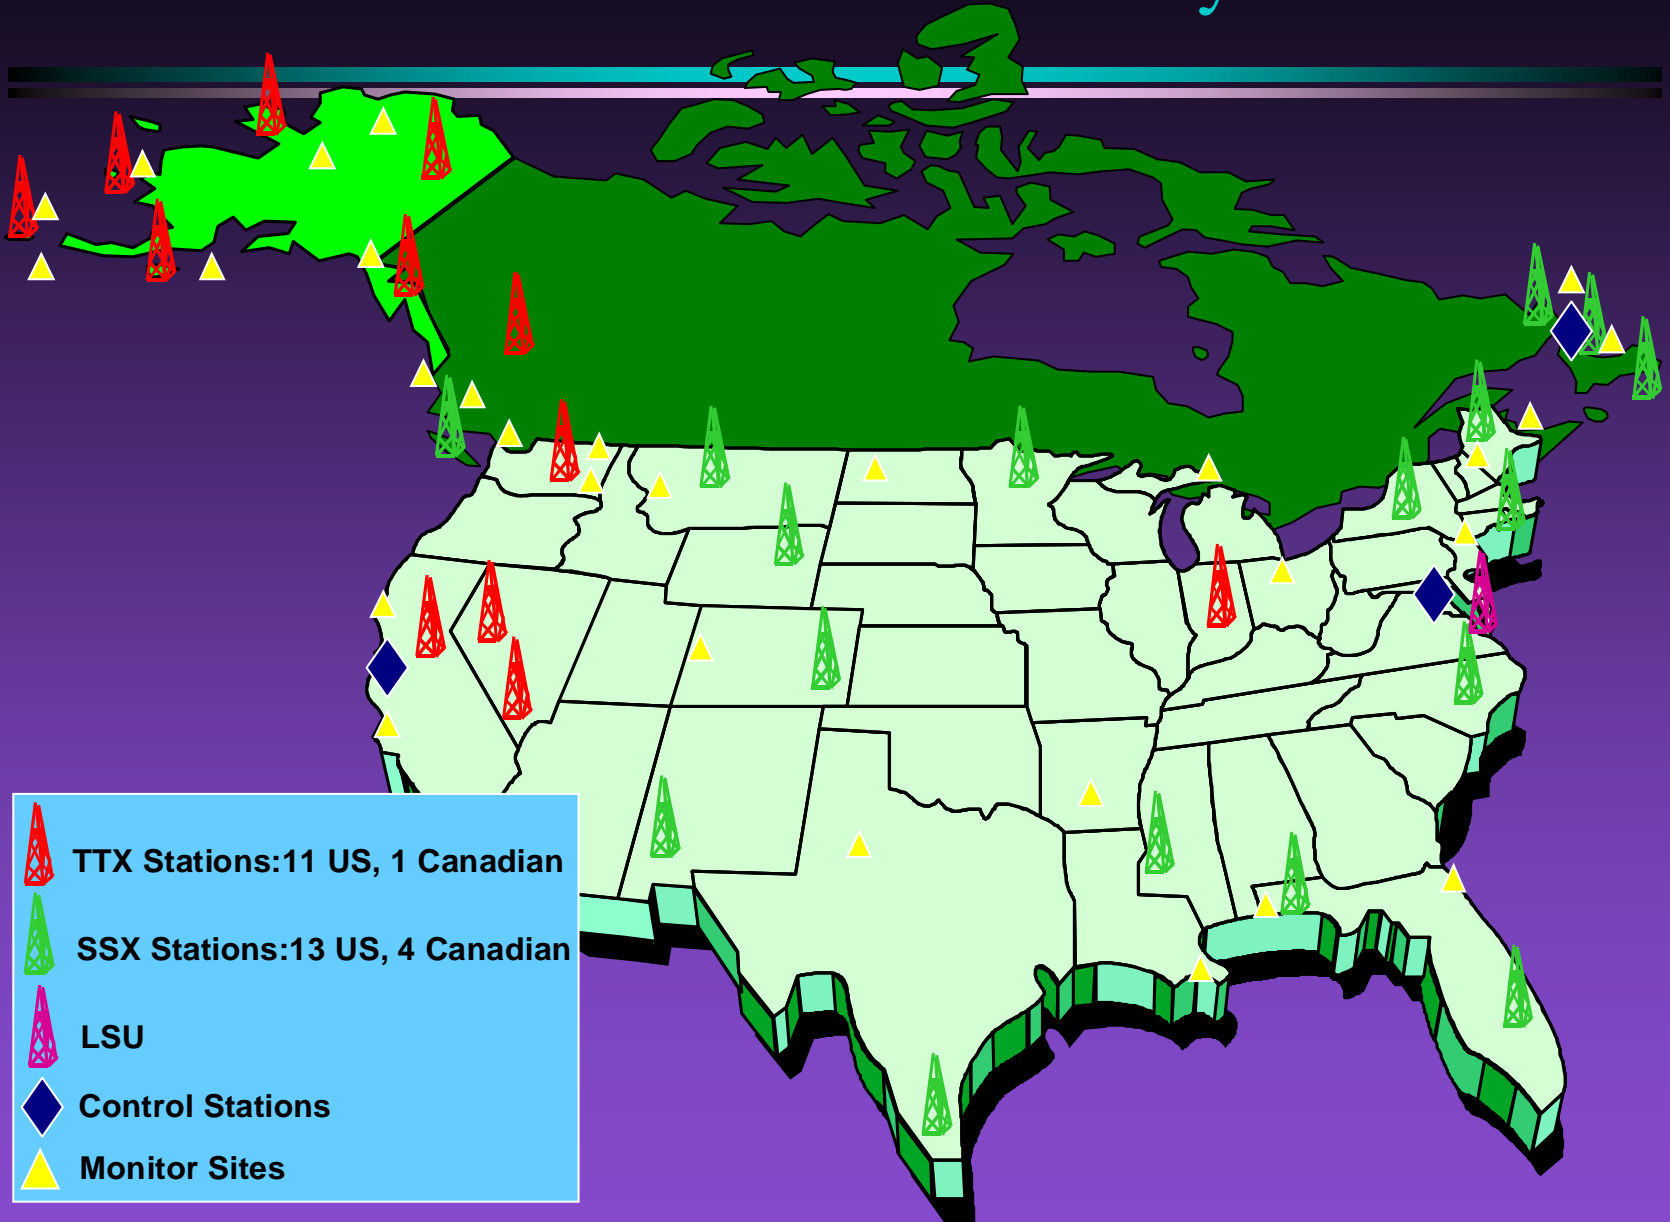 TTX Stations:11 US, 1 Canadian
SSX Stations:13 US, 4 Canadian
LSU
Control Stations
Monitor Sites